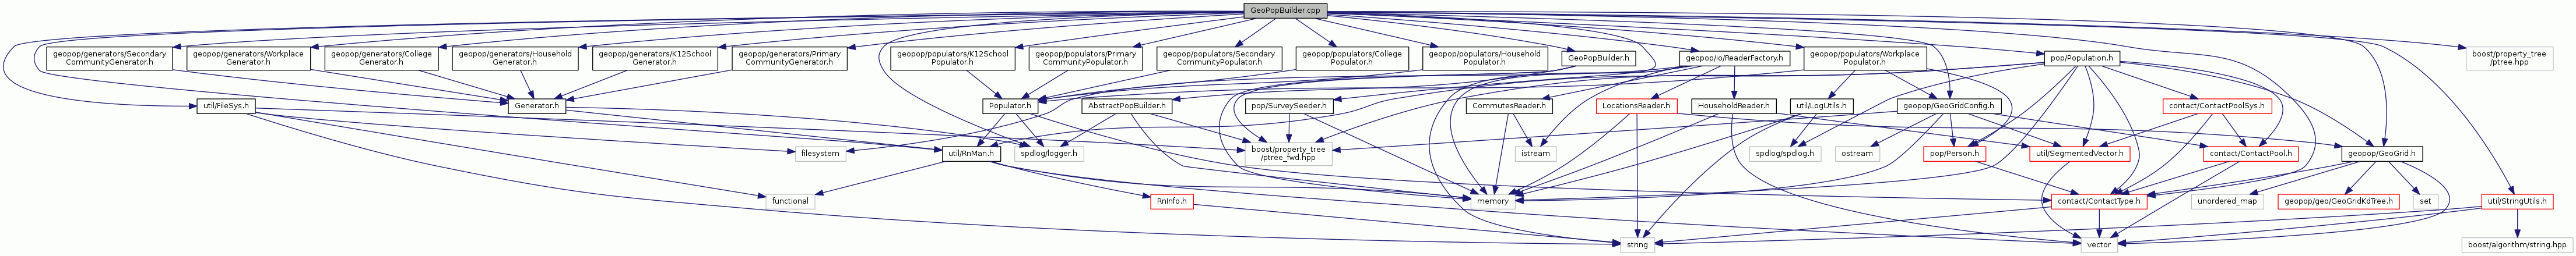 GeoPopBuilder.cpp
geopop/generators/Secondary
CommunityGenerator.h
geopop/generators/Workplace
Generator.h
geopop/generators/College
Generator.h
geopop/generators/Household
Generator.h
geopop/generators/K12School
Generator.h
geopop/generators/Primary
CommunityGenerator.h
geopop/populators/K12School
Populator.h
geopop/populators/Primary
CommunityPopulator.h
geopop/populators/Secondary
CommunityPopulator.h
geopop/populators/College
Populator.h
geopop/populators/Household
Populator.h
GeoPopBuilder.h
geopop/io/ReaderFactory.h
geopop/populators/Workplace
Populator.h
pop/Population.h
boost/property_tree
/ptree.hpp
util/FileSys.h
Generator.h
Populator.h
AbstractPopBuilder.h
pop/SurveySeeder.h
CommutesReader.h
LocationsReader.h
HouseholdReader.h
util/LogUtils.h
geopop/GeoGridConfig.h
contact/ContactPoolSys.h
filesystem
util/RnMan.h
spdlog/logger.h
boost/property_tree
/ptree_fwd.hpp
istream
spdlog/spdlog.h
ostream
pop/Person.h
util/SegmentedVector.h
contact/ContactPool.h
geopop/GeoGrid.h
functional
RnInfo.h
memory
contact/ContactType.h
unordered_map
geopop/geo/GeoGridKdTree.h
set
util/StringUtils.h
string
vector
boost/algorithm/string.hpp